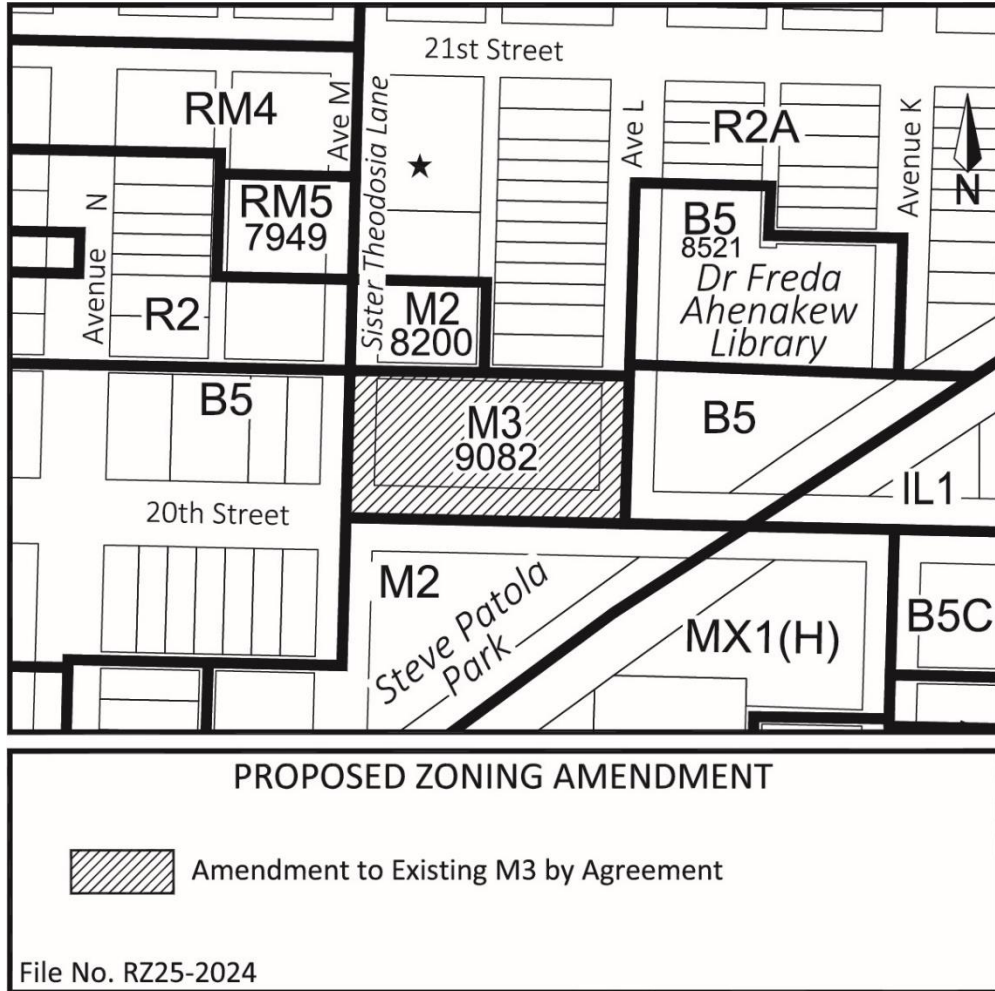 21st Street
RM4
Ave M
Sister Theodosia Lane
Ave L
R2A
Avenue K
N
RM5
7949
Avenue N
R2
M2
8200
B5
8521
Dr Freda
Ahenakew
Library
B5
M3
9082
B5
IL1
20th Street
M2
Steve Patola
Park
MX1(H)
B5C
PROPOSED ZONING AMENDMENT
Amendment to Existing M3 by Agreement
File No. RZ25-2024